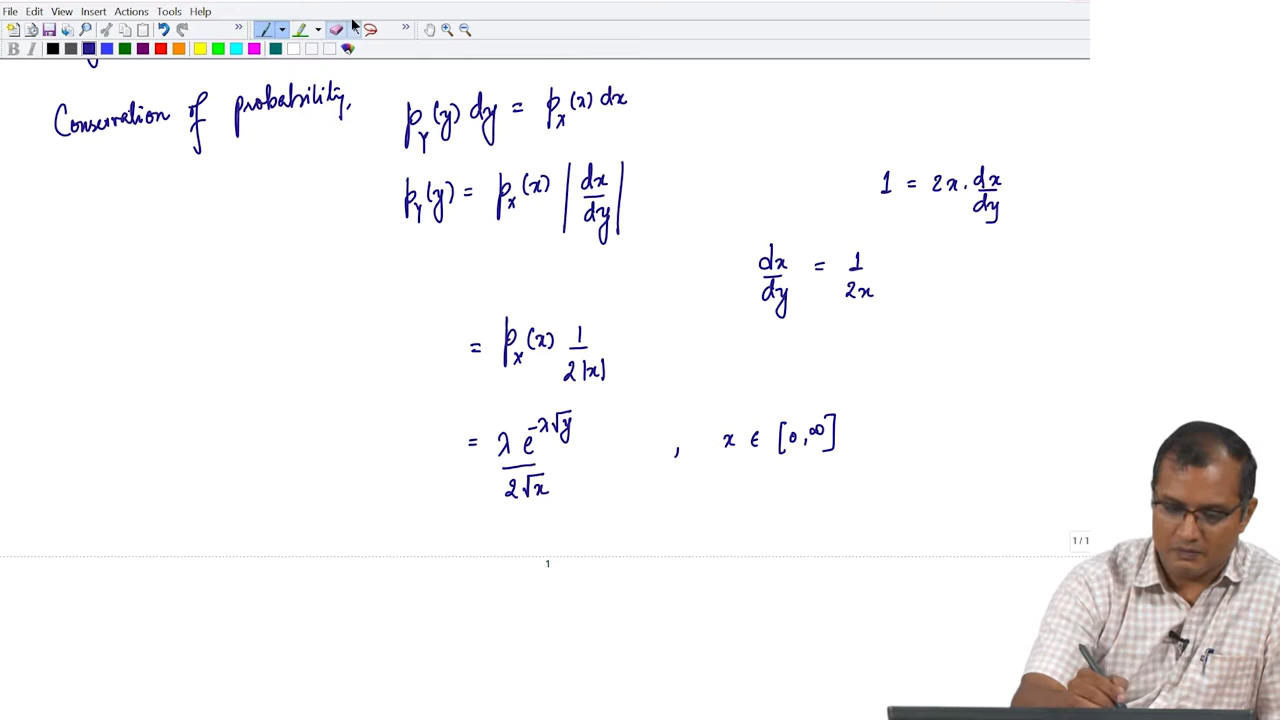 File Edit View Insert Actions Tools Help
Conservation of probability, p_Y(y) dy = p_X(x) dx
p_Y(y) = p_X(x) |dx/dy|
1 = 2x · dx/dy
dx/dy = 1/2x
= p_X(x) 1/2|x|
= λ e^{-λ√y} / 2√x , x ∈ [0, ∞]
1 / 1
1